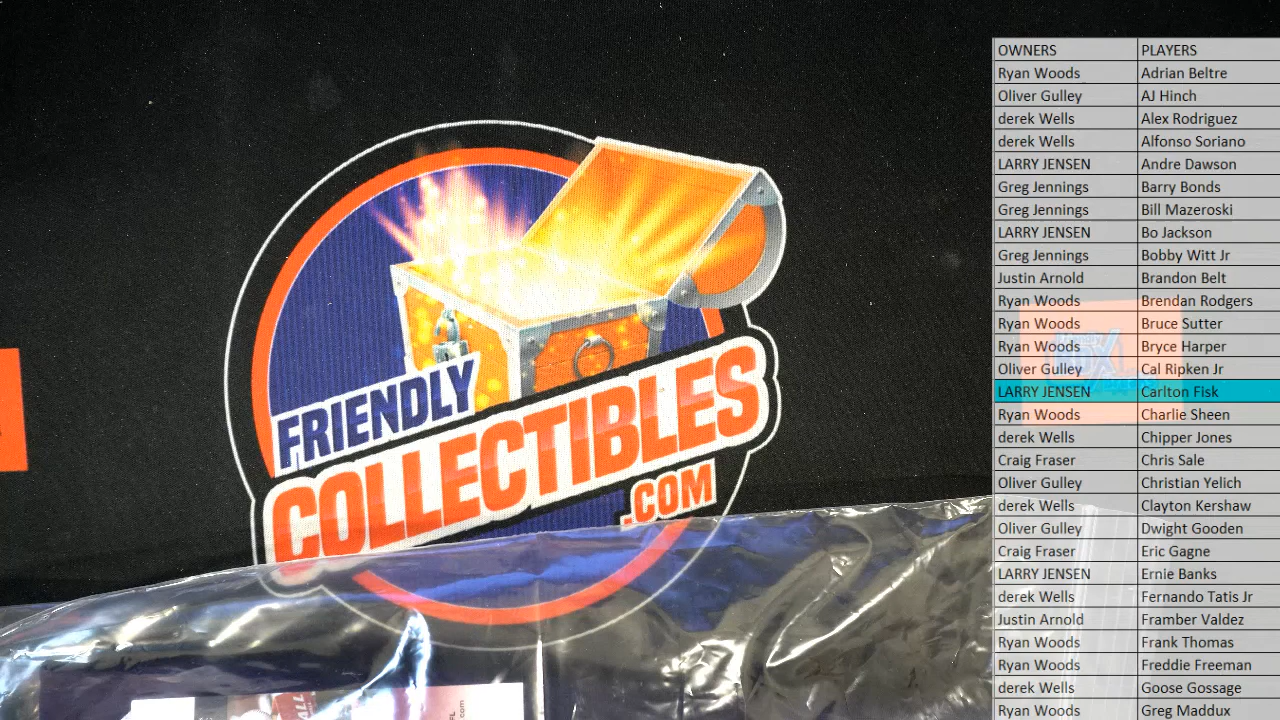 FRIENDLY
COLLECTIBLES
.COM
OWNERS PLAYERS
Ryan Woods Adrian Beltre
Oliver Gulley AJ Hinch
derek Wells Alex Rodriguez
derek Wells Alfonso Soriano
LARRY JENSEN Andre Dawson
Greg Jennings Barry Bonds
Greg Jennings Bill Mazeroski
LARRY JENSEN Bo Jackson
Greg Jennings Bobby Witt Jr
Justin Arnold Brandon Belt
Ryan Woods Brendan Rodgers
Ryan Woods Bruce Sutter
Ryan Woods Bryce Harper
Oliver Gulley Cal Ripken Jr
LARRY JENSEN Carlton Fisk
Ryan Woods Charlie Sheen
derek Wells Chipper Jones
Craig Fraser Chris Sale
Oliver Gulley Christian Yelich
derek Wells Clayton Kershaw
Oliver Gulley Dwight Gooden
Craig Fraser Eric Gagne
LARRY JENSEN Ernie Banks
derek Wells Fernando Tatis Jr
Justin Arnold Framber Valdez
Ryan Woods Frank Thomas
Ryan Woods Freddie Freeman
derek Wells Goose Gossage
Ryan Woods Greg Maddux